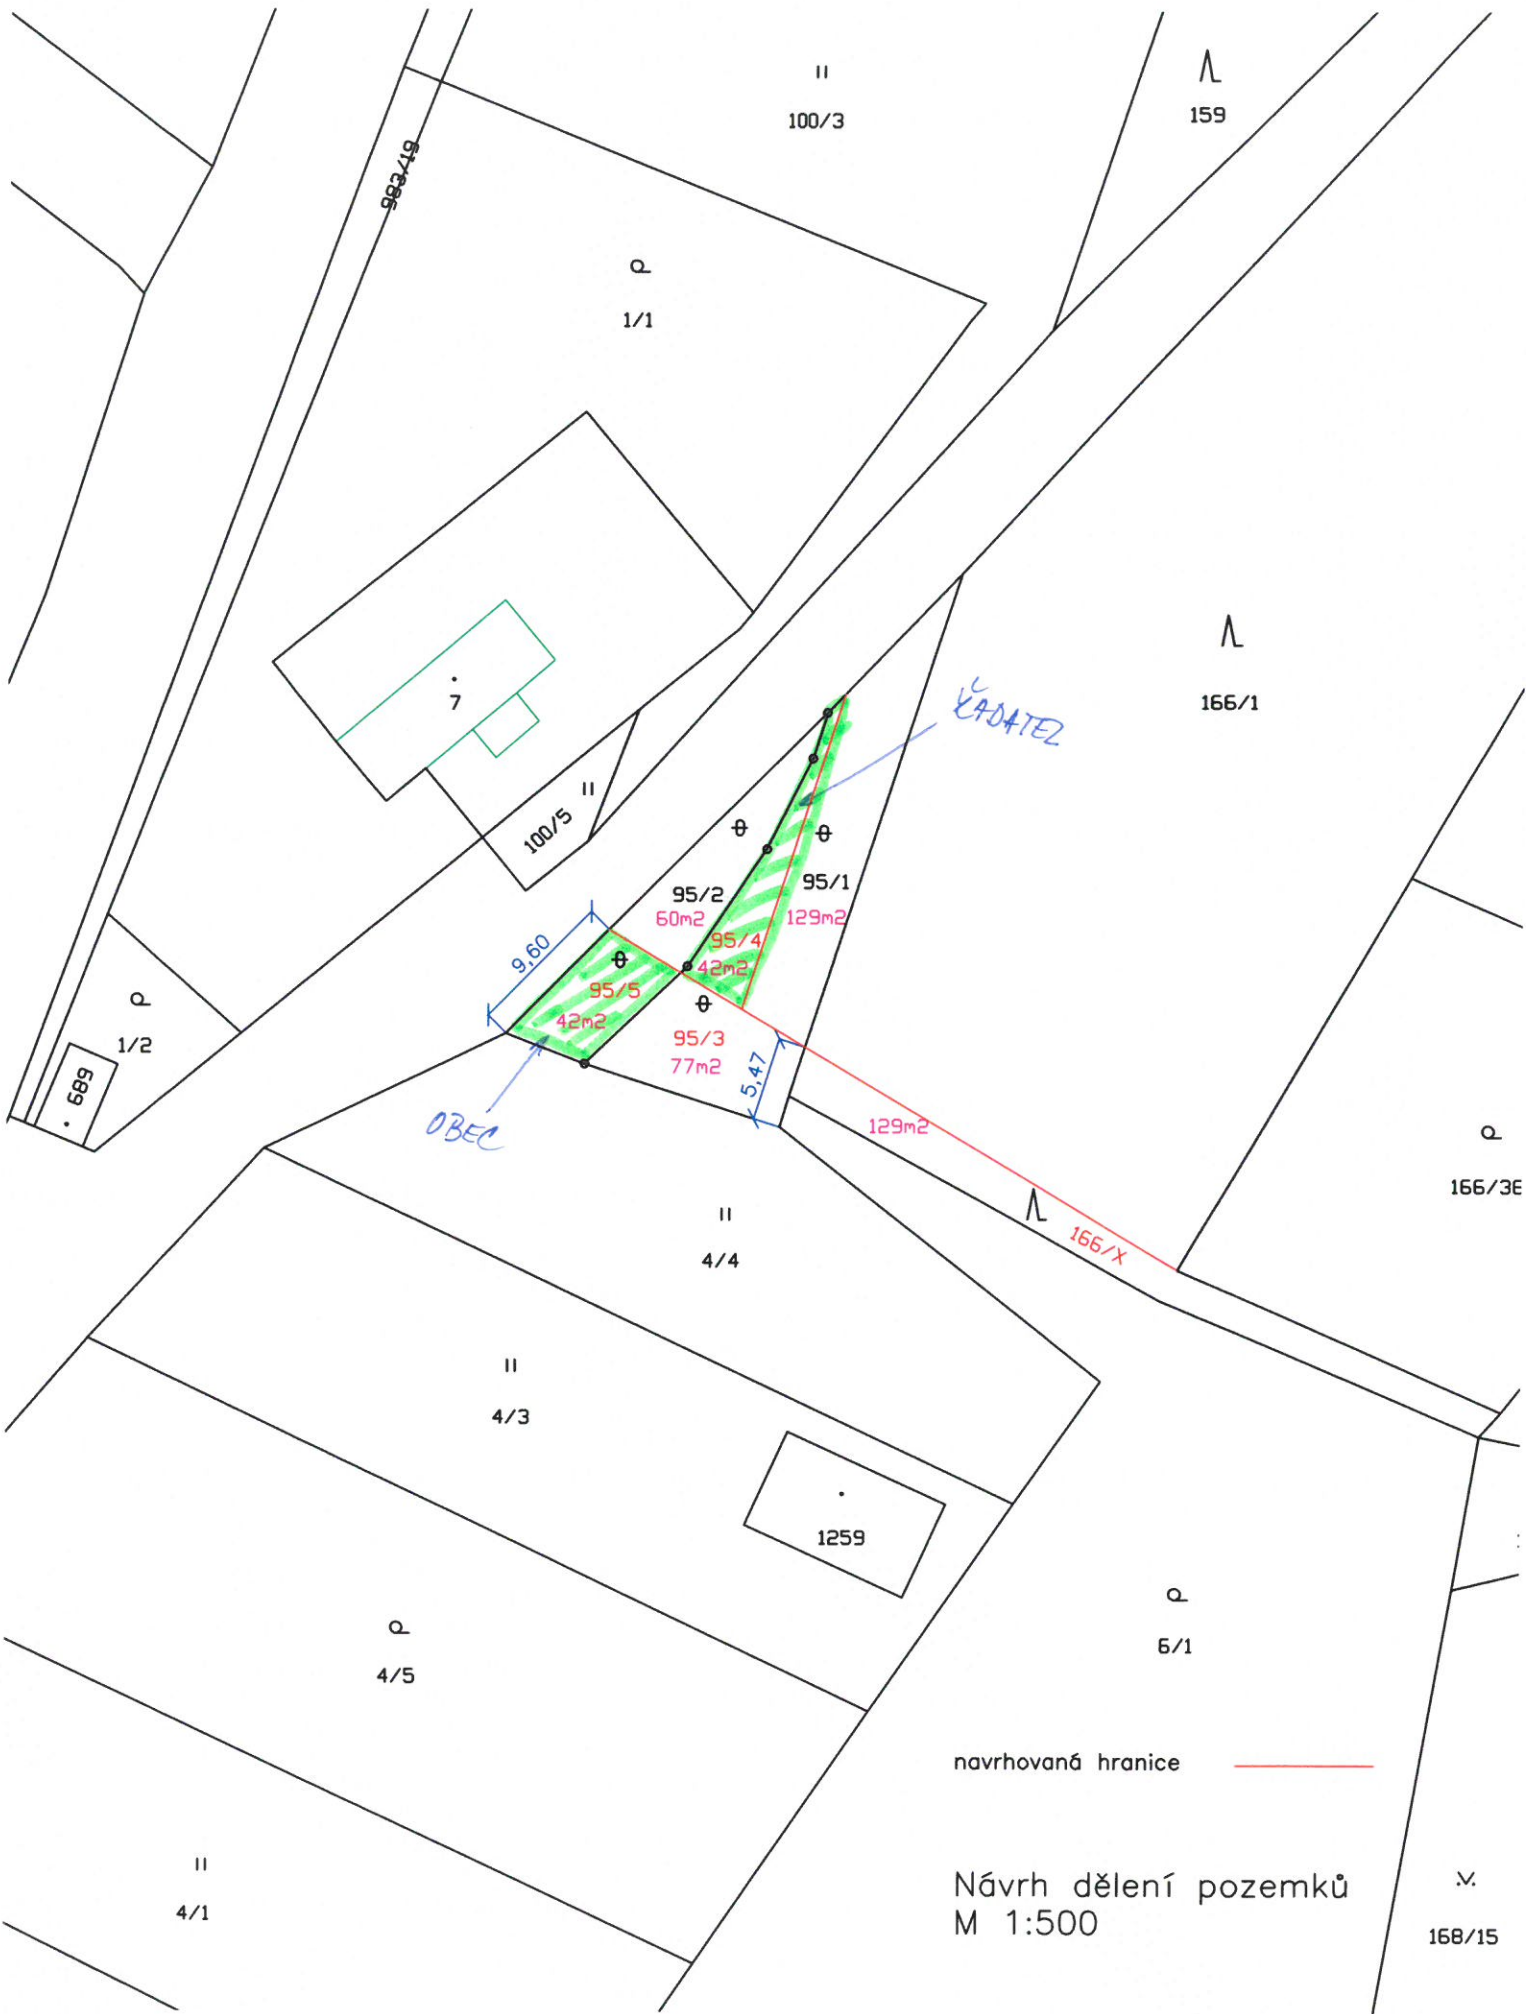 100/3
159
983/19
1/1
166/1
7
ŽADATEL
100/5
95/2
60m2
95/1
129m2
95/4
42m2
9,60
95/5
42m2
95/3
77m2
5,47
1/2
689
OBEC
129m2
166/X
166/36
4/4
4/3
1259
4/5
6/1
navrhovaná hranice
Návrh dělení pozemků
M 1:500
4/1
168/15